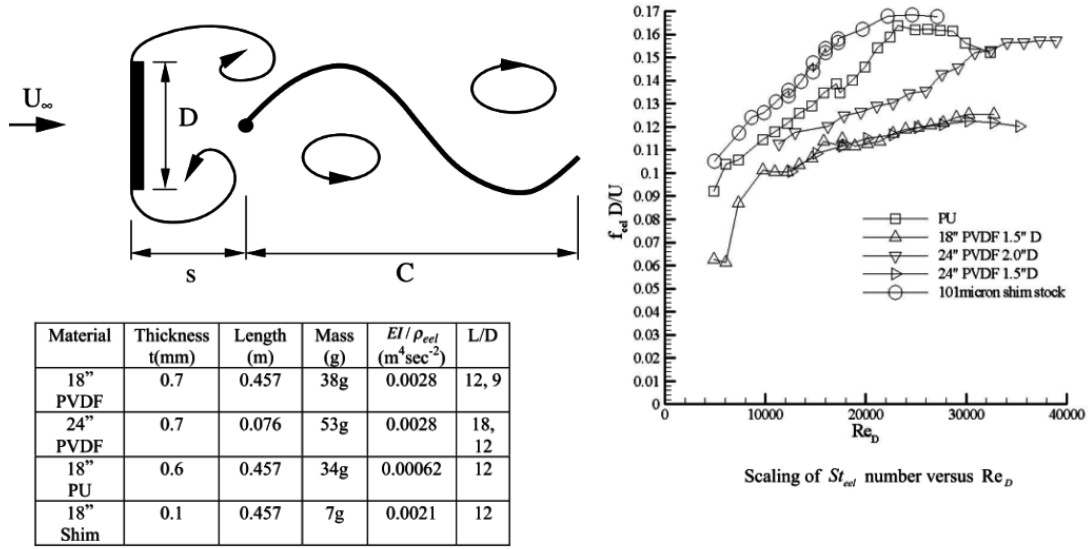 U∞
D
s
C
Material Thickness t(mm) Length (m) Mass (g) EI/ρeel (m⁴sec⁻²) L/D
18” PVDF 0.7 0.457 38g 0.0028 12, 9
24” PVDF 0.7 0.076 53g 0.0028 18, 12
18” PU 0.6 0.457 34g 0.00062 12
18” Shim 0.1 0.457 7g 0.0021 12
0.17
0.16
0.15
0.14
0.13
0.12
0.11
0.1
0.09
0.08
0.07
0.06
0.05
0.04
0.03
0.02
0.01
0
f_eel D/U
PU
18" PVDF 1.5" D
24" PVDF 2.0"D
24" PVDF 1.5"D
101micron shim stock
0 10000 20000 30000 40000
Re_D
Scaling of St_eel number versus Re_D